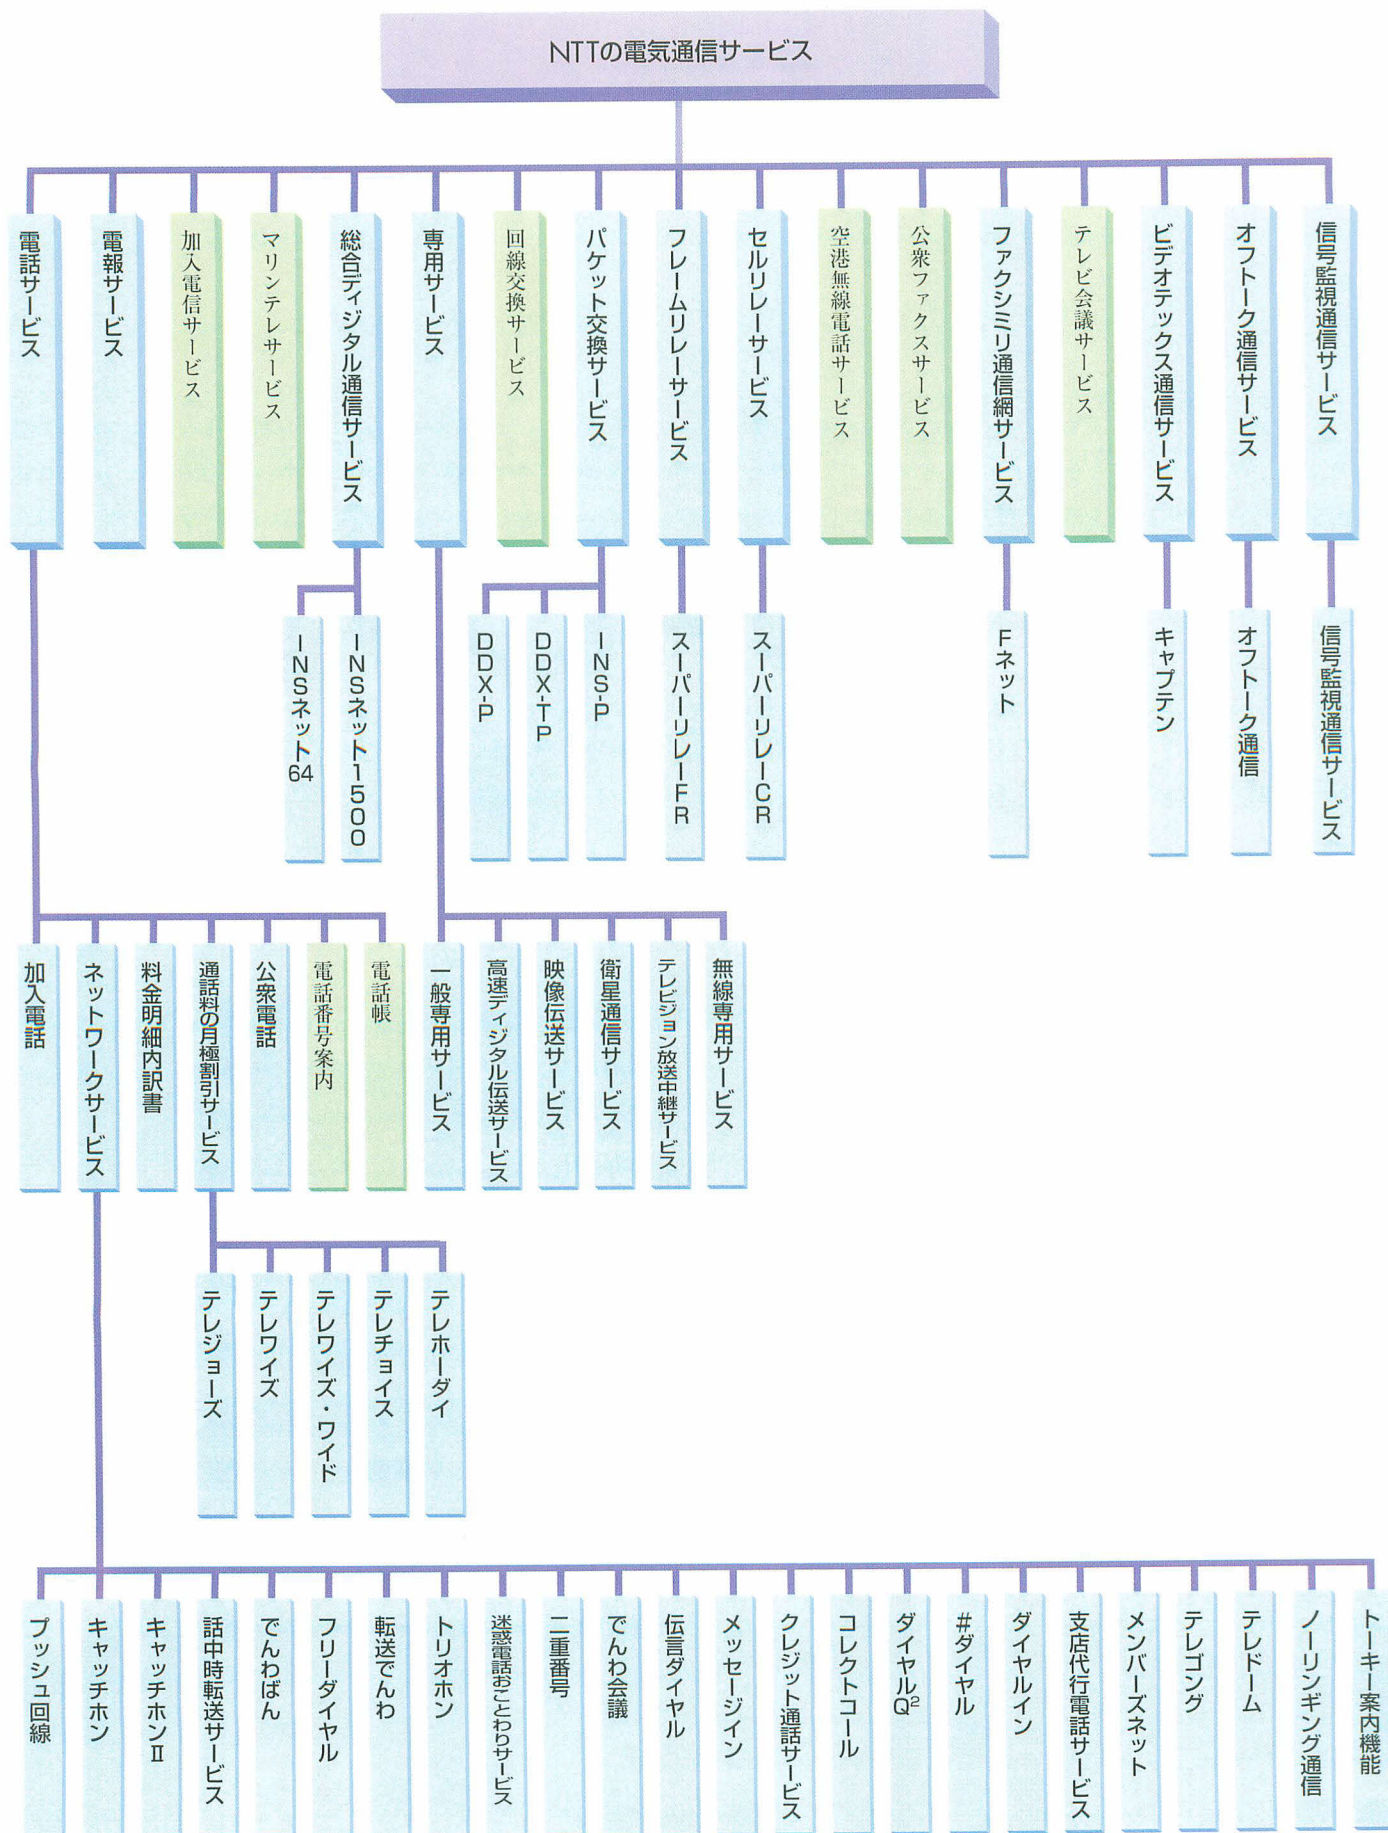 NTTの電気通信サービス
電話サービス
電報サービス
加入電信サービス
マリンテレサービス
総合ディジタル通信サービス
専用サービス
回線交換サービス
パケット交換サービス
フレームリレーサービス
セルリレーサービス
空港無線電話サービス
公衆ファクスサービス
ファクシミリ通信網サービス
テレビ会議サービス
ビデオテックス通信サービス
オフトーク通信サービス
信号監視通信サービス
INSネット64
INSネット1500
DDX-P
DDX-TP
INS-P
スーパーリレーFR
スーパーリレーCR
Fネット
キャプテン
オフトーク通信
信号監視通信サービス
加入電話
ネットワークサービス
料金明細内訳書
通話料の月極割引サービス
公衆電話
電話番号案内
電話帳
一般専用サービス
高速ディジタル伝送サービス
映像伝送サービス
衛星通信サービス
テレビジョン放送中継サービス
無線専用サービス
テレジョーズ
テレワイズ
テレワイズ・ワイド
テレチョイス
テレホーダイ
プッシュ回線
キャッチホン
キャッチホンⅡ
話中時転送サービス
でんわばん
フリーダイヤル
転送でんわ
トリオホン
迷惑電話おことわりサービス
二重番号
でんわ会議
伝言ダイヤル
メッセージイン
クレジット通話サービス
コレクトコール
ダイヤルQ²
#ダイヤル
ダイヤルイン
支店代行電話サービス
メンバーズネット
テレゴング
テレドーム
ノーリンギング通信
トーキー案内機能